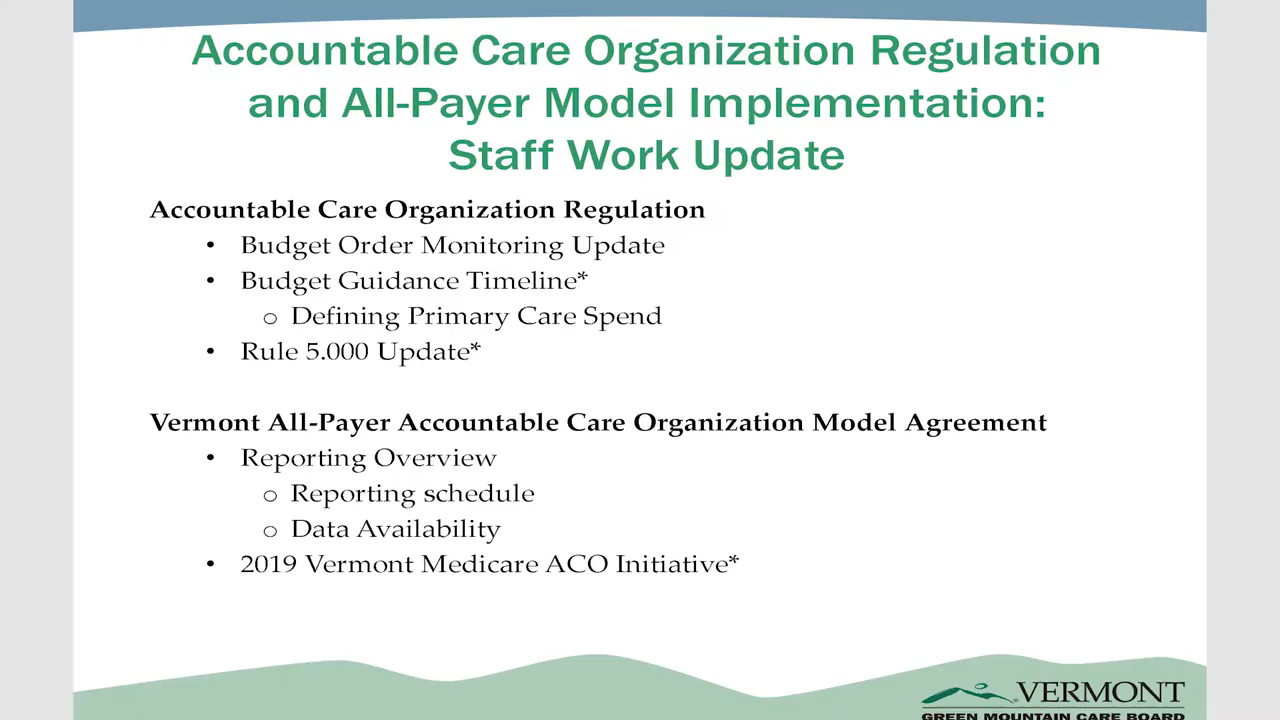 Accountable Care Organization Regulation
and All-Payer Model Implementation:
Staff Work Update
Accountable Care Organization Regulation
• Budget Order Monitoring Update
• Budget Guidance Timeline*
o Defining Primary Care Spend
• Rule 5.000 Update*
Vermont All-Payer Accountable Care Organization Model Agreement
• Reporting Overview
o Reporting schedule
o Data Availability
• 2019 Vermont Medicare ACO Initiative*
VERMONT
GREEN MOUNTAIN CARE BOARD